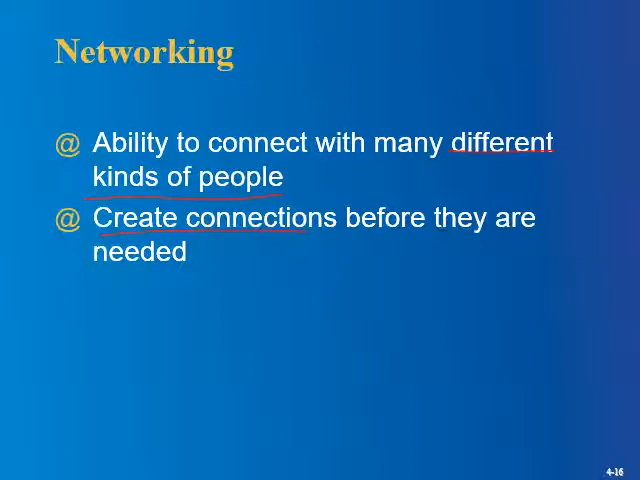 Networking
@ Ability to connect with many different
kinds of people
@ Create connections before they are
needed
4-16